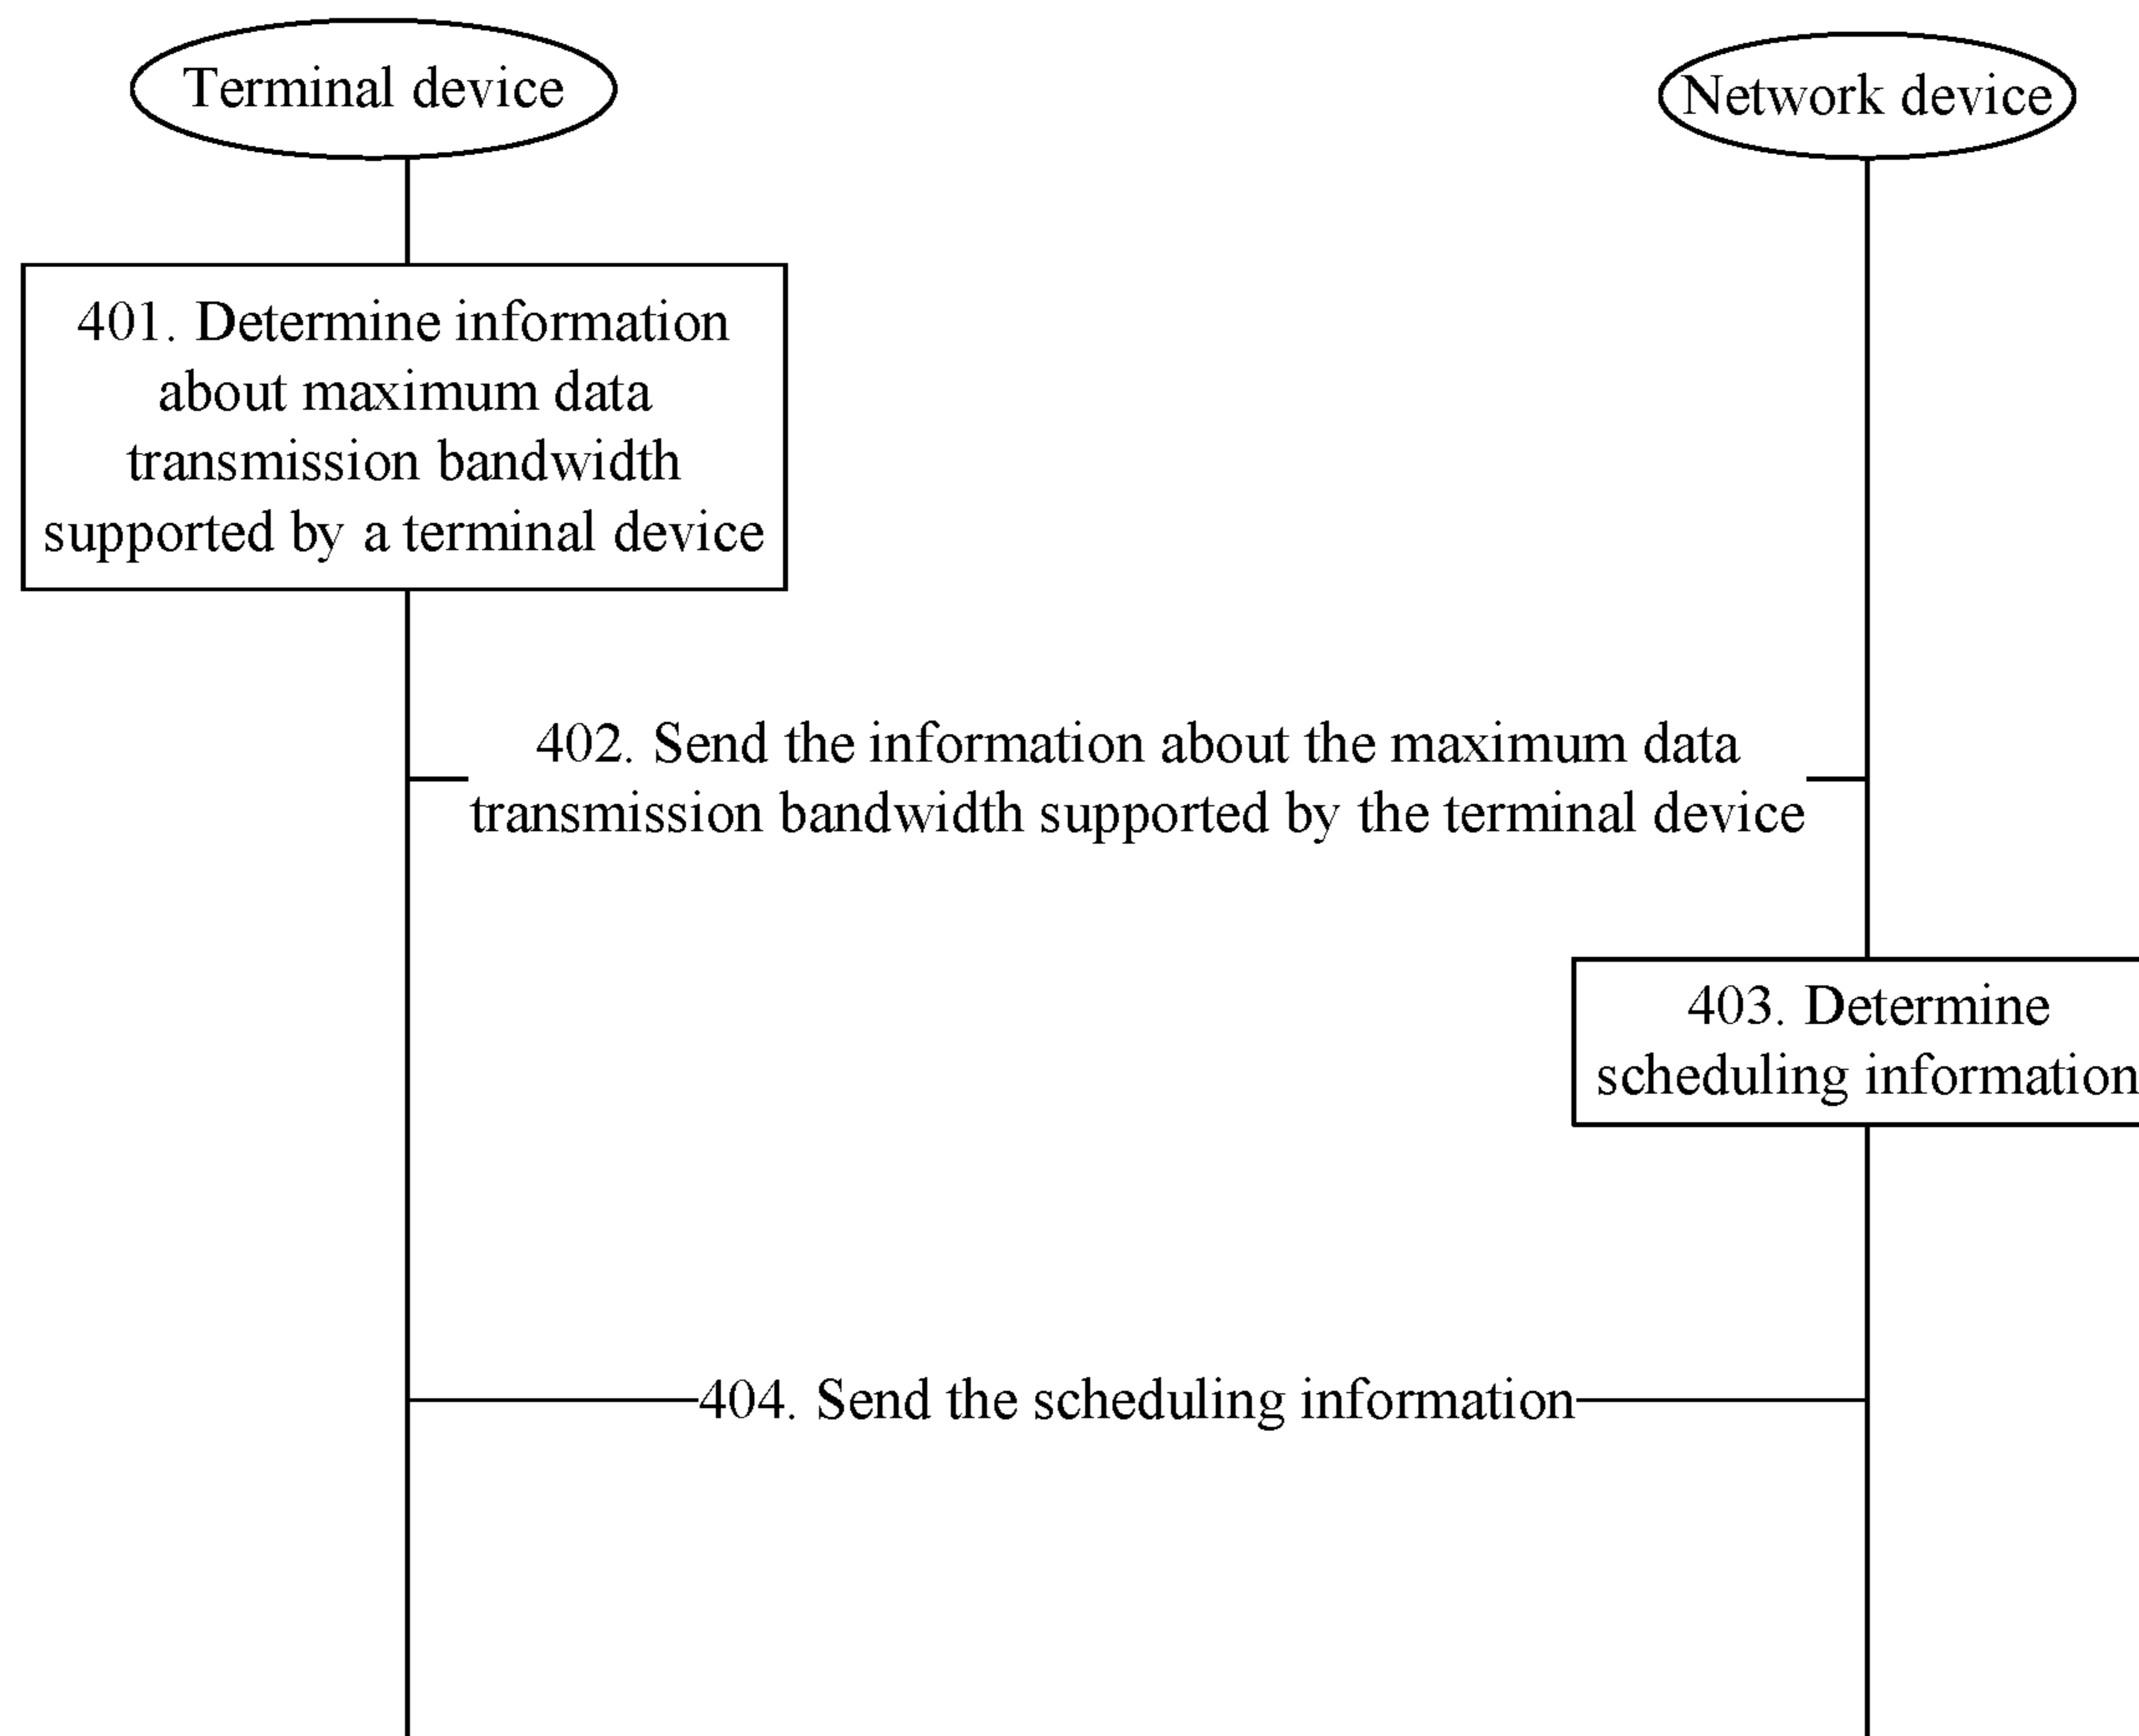 Terminal device
Network device
401. Determine information
about maximum data
transmission bandwidth
supported by a terminal device
402. Send the information about the maximum data
transmission bandwidth supported by the terminal device
403. Determine
scheduling information
404. Send the scheduling information